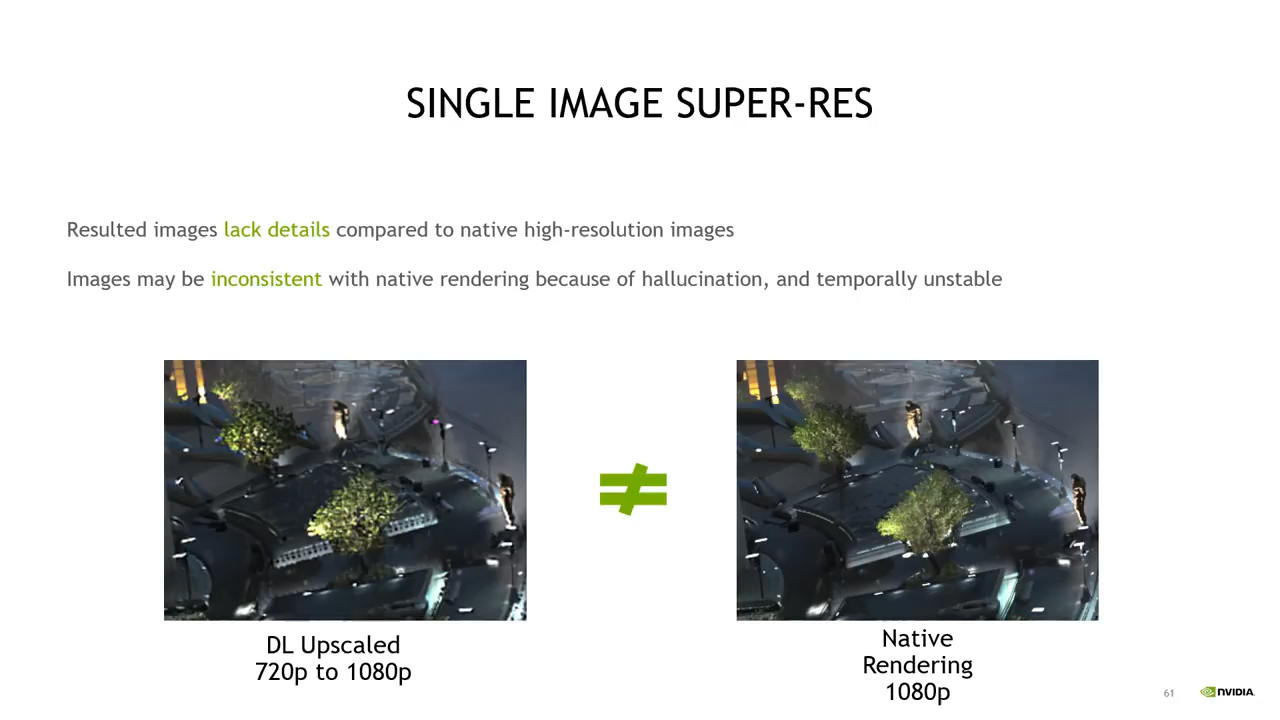 SINGLE IMAGE SUPER-RES
Resulted images lack details compared to native high-resolution images
Images may be inconsistent with native rendering because of hallucination, and temporally unstable
≠
DL Upscaled
720p to 1080p
Native
Rendering
1080p
61
NVIDIA.